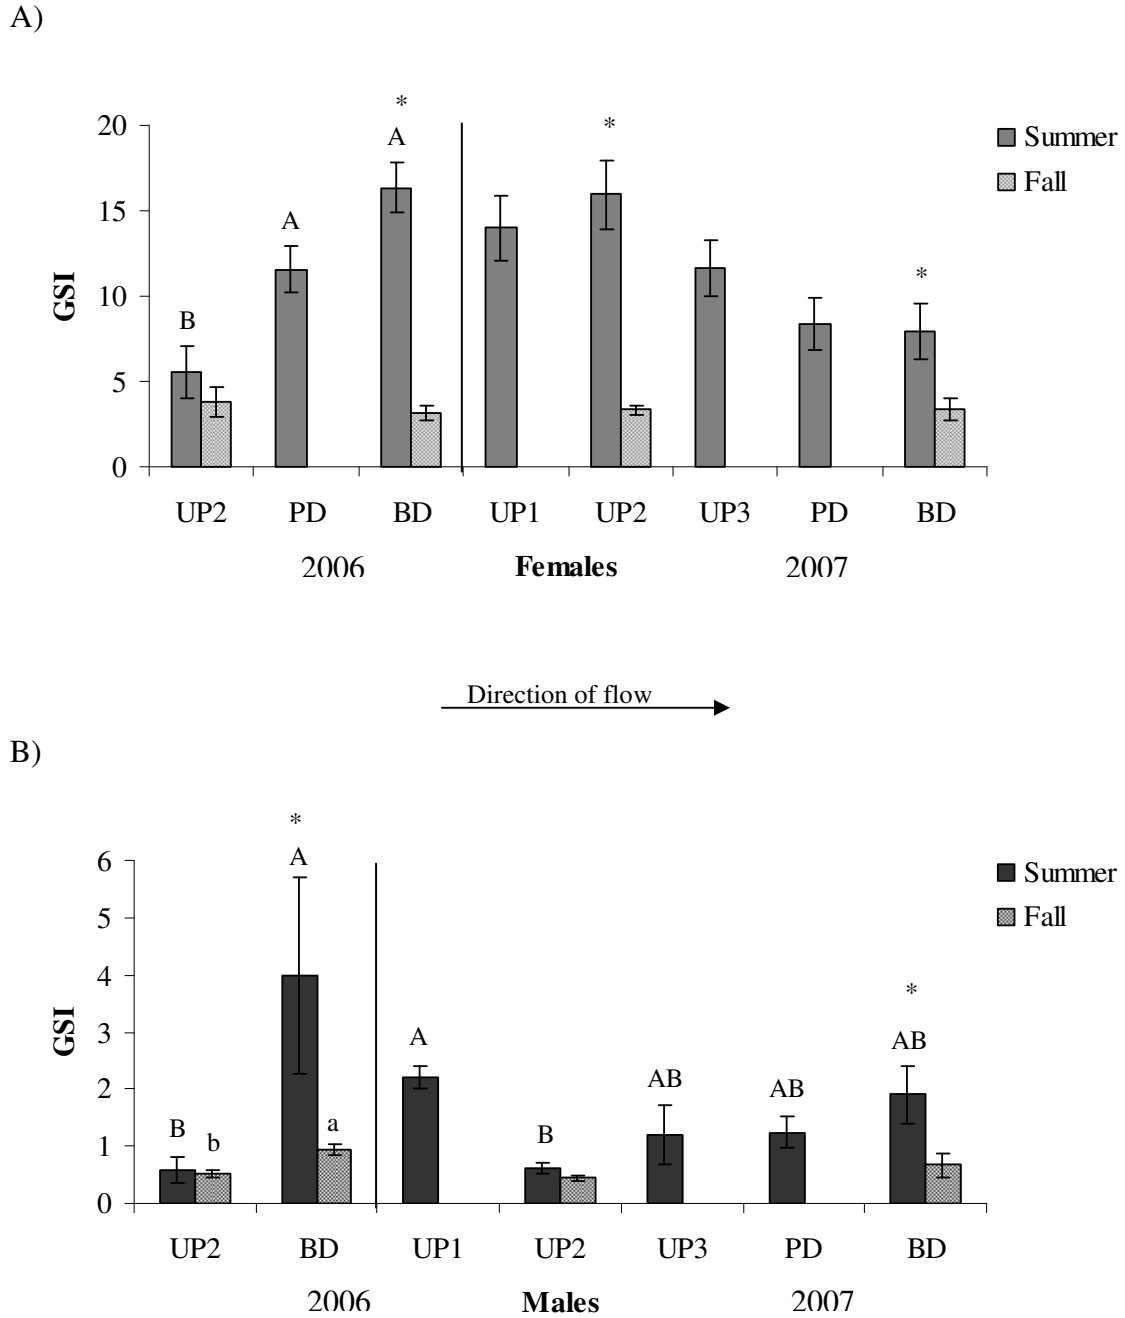 A)
*
*
20
A
Summer
Fall
15
A
*
GSI
10
B
5
0
UP2 PD BD UP1 UP2 UP3 PD BD
2006 Females 2007
Direction of flow
B)
*
6
A
Summer
Fall
5
4
*
GSI
3
A
AB
2
AB
AB
B
b
a
B
1
0
UP2 BD UP1 UP2 UP3 PD BD
2006 Males 2007